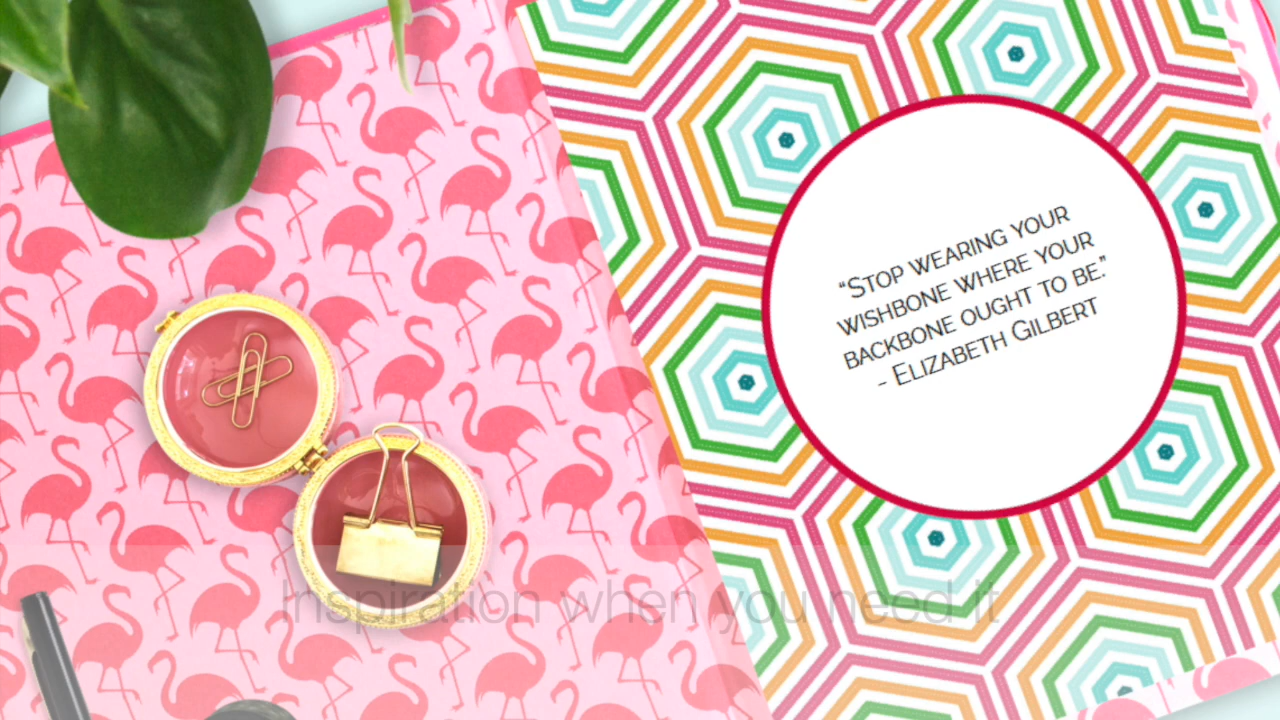 “Stop wearing your
wishbone where your
backbone ought to be.”
- Elizabeth Gilbert
Inspiration when you need it